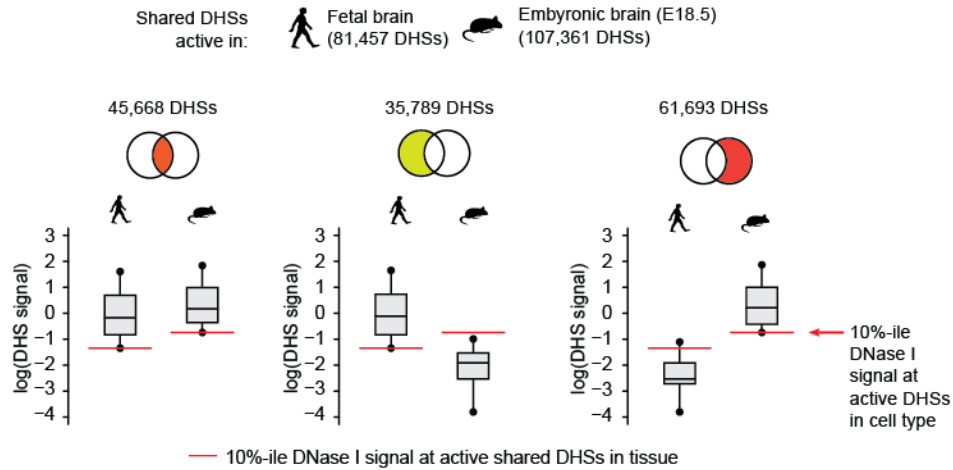 Shared DHSs
active in:
Fetal brain
(81,457 DHSs)
Embyronic brain (E18.5)
(107,361 DHSs)
45,668 DHSs
35,789 DHSs
61,693 DHSs
log(DHS signal)
3
2
1
0
−1
−2
−3
−4
log(DHS signal)
3
2
1
0
−1
−2
−3
−4
log(DHS signal)
3
2
1
0
−1
−2
−3
−4
10%-ile
DNase I
signal at
active DHSs
in cell type
10%-ile DNase I signal at active shared DHSs in tissue